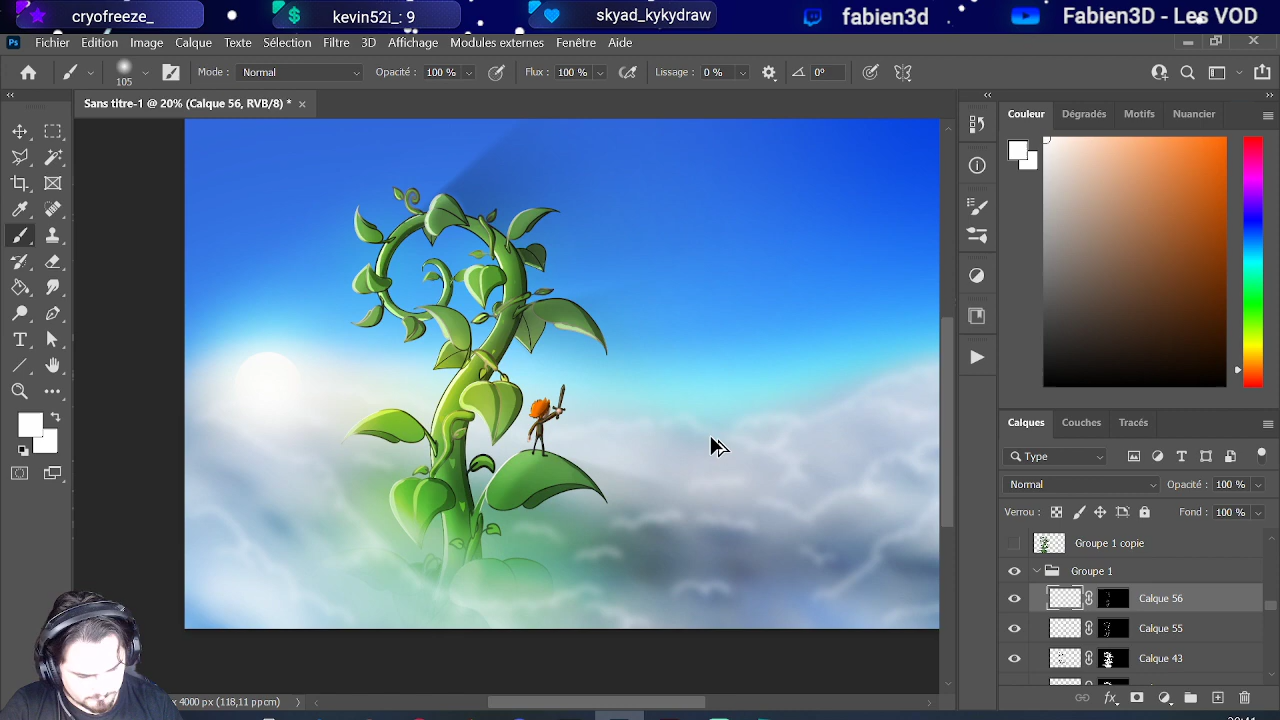 cryofreeze_
$ kevin52i_: 9
skyad_kykydraw
fabien3d
Fabien3D - Les VOD
Ps Fichier Edition Image Calque Texte Sélection Filtre 3D Affichage Modules externes Fenêtre Aide
105 Mode : Normal Opacité : 100 % Flux : 100 % Lissage : 0 % 0°
Sans titre-1 @ 20% (Calque 56, RVB/8) * ×
Couleur Dégradés Motifs Nuancier
Calques Couches Tracés
Type
Normal Opacité : 100 %
Verrou : Fond : 100 %
Groupe 1 copie
Groupe 1
Calque 56
Calque 55
Calque 43
x 4000 px (118,11 ppcm)
fx